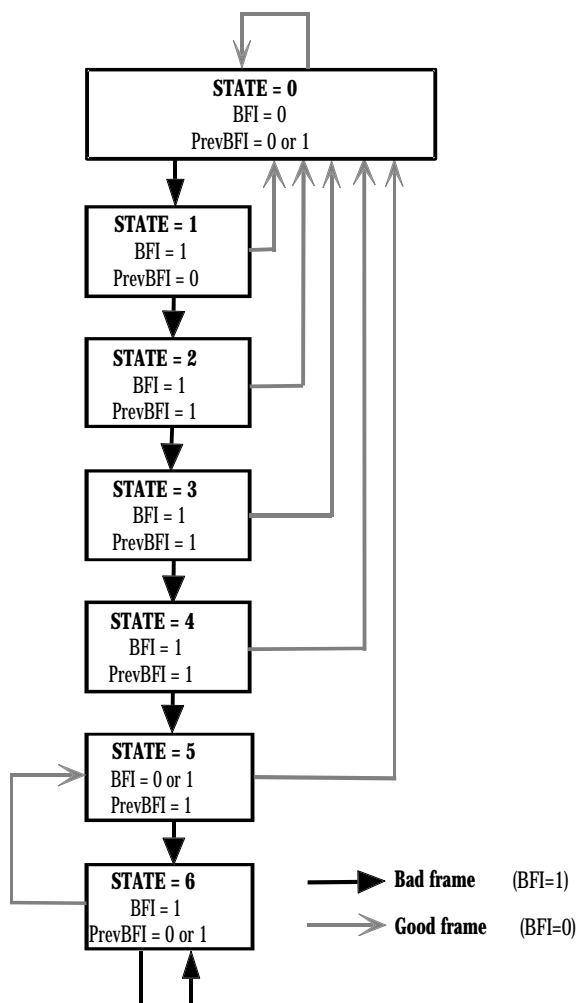 STATE = 0
BFI = 0
PrevBFI = 0 or 1
STATE = 1
BFI = 1
PrevBFI = 0
STATE = 2
BFI = 1
PrevBFI = 1
STATE = 3
BFI = 1
PrevBFI = 1
STATE = 4
BFI = 1
PrevBFI = 1
STATE = 5
BFI = 0 or 1
PrevBFI = 1
STATE = 6
BFI = 1
PrevBFI = 0 or 1
Bad frame (BFI=1)
Good frame (BFI=0)